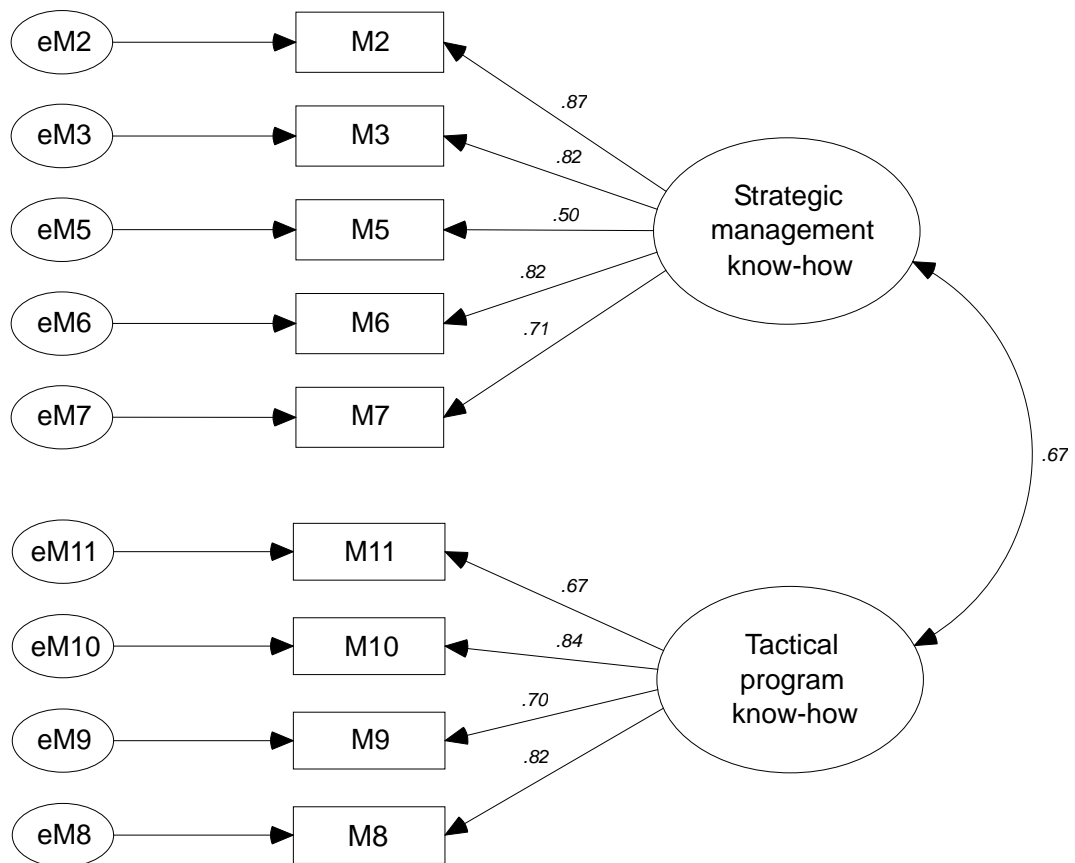 eM2
M2
.87
eM3
M3
.82
eM5
M5
.50
eM6
M6
.82
eM7
M7
.71
Strategic
management
know-how
.67
eM11
M11
.67
eM10
M10
.84
eM9
M9
.70
eM8
M8
.82
Tactical
program
know-how